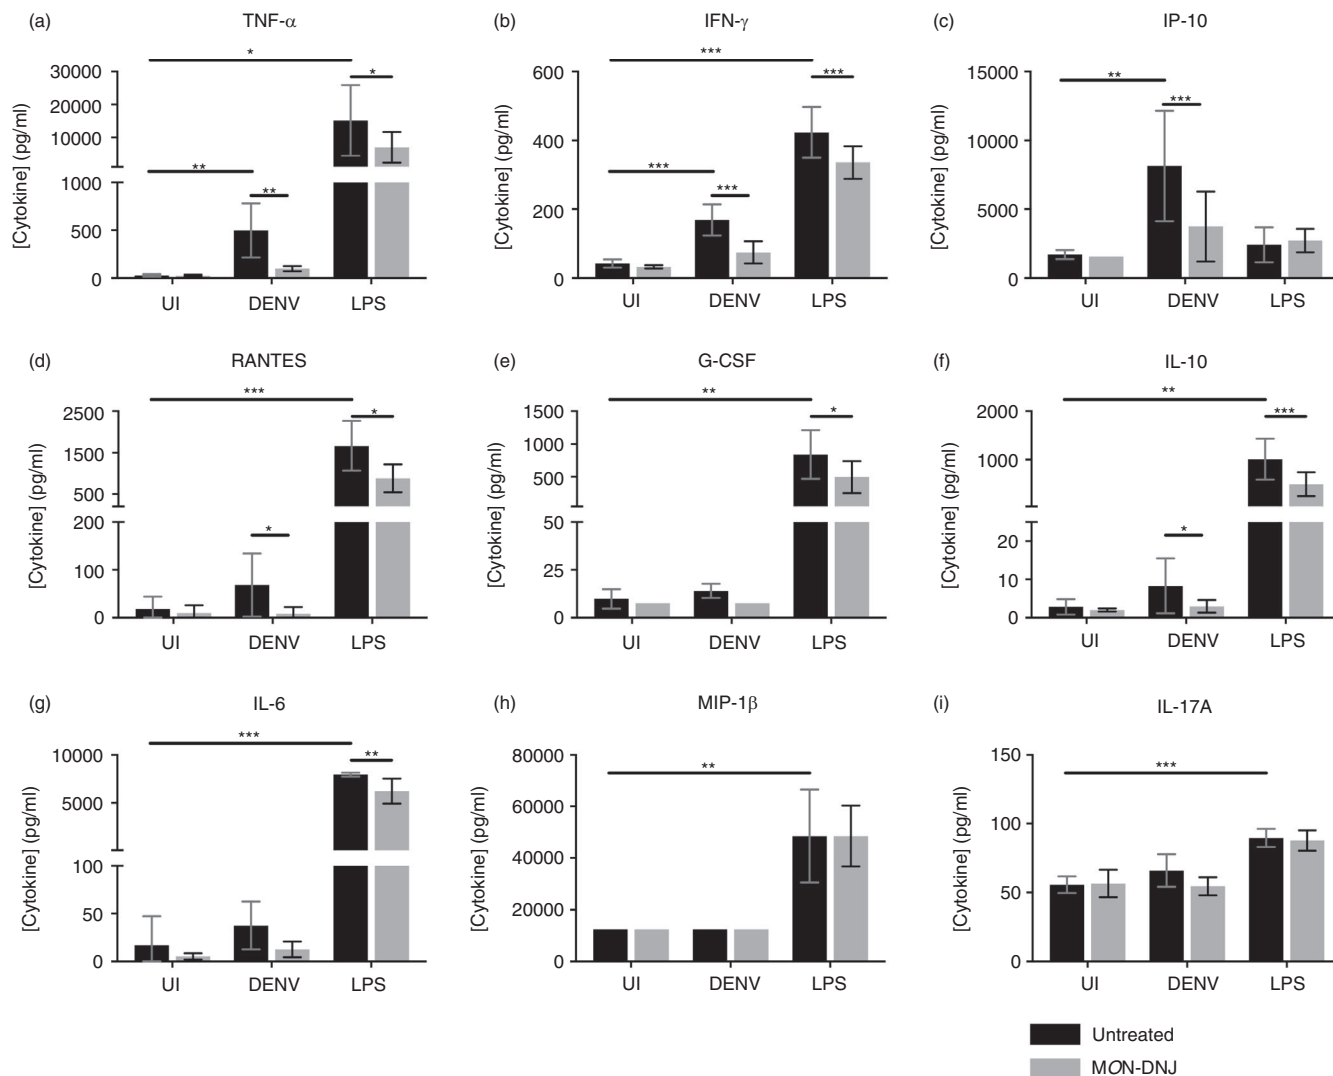 (a) TNF-α
[Cytokine] (pg/ml)
30000
20000
10000
1000
500
0
* *
** **
UI DENV LPS
(b) IFN-γ
[Cytokine] (pg/ml)
600
400
200
0
*** ***
*** ***
UI DENV LPS
(c) IP-10
[Cytokine] (pg/ml)
15000
10000
5000
0
** ***
UI DENV LPS
(d) RANTES
[Cytokine] (pg/ml)
2500
1500
500
200
100
0
*** *
*
UI DENV LPS
(e) G-CSF
[Cytokine] (pg/ml)
1500
1000
500
50
25
0
** *
UI DENV LPS
(f) IL-10
[Cytokine] (pg/ml)
2000
1000
20
10
0
** ***
*
UI DENV LPS
(g) IL-6
[Cytokine] (pg/ml)
10000
5000
100
50
0
*** **
UI DENV LPS
(h) MIP-1β
[Cytokine] (pg/ml)
80000
60000
40000
20000
0
**
UI DENV LPS
(i) IL-17A
[Cytokine] (pg/ml)
150
100
50
0
***
UI DENV LPS
Untreated
MON-DNJ